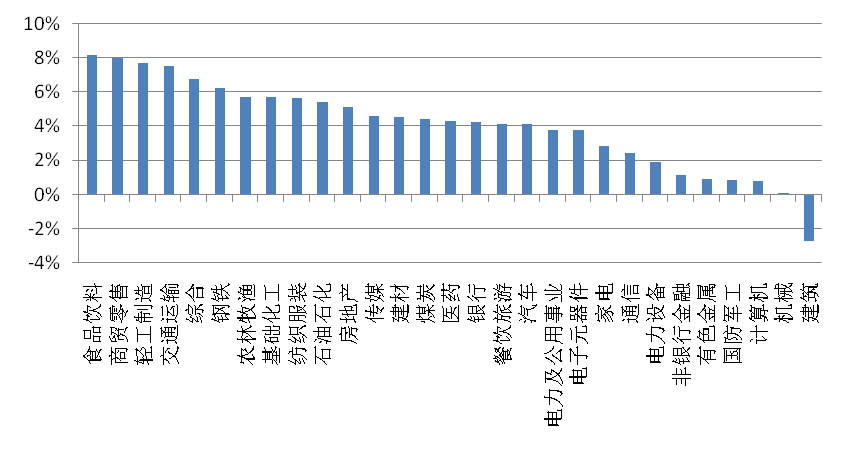 10%
8%
6%
4%
2%
0%
-2%
-4%
食品饮料
商贸零售
轻工制造
交通运输
综合
钢铁
农林牧渔
基础化工
纺织服装
石油石化
房地产
传媒
建材
煤炭
医药
银行
餐饮旅游
汽车
电力及公用事业
电子元器件
家电
通信
电力设备
非银行金融
有色金属
国防军工
计算机
机械
建筑